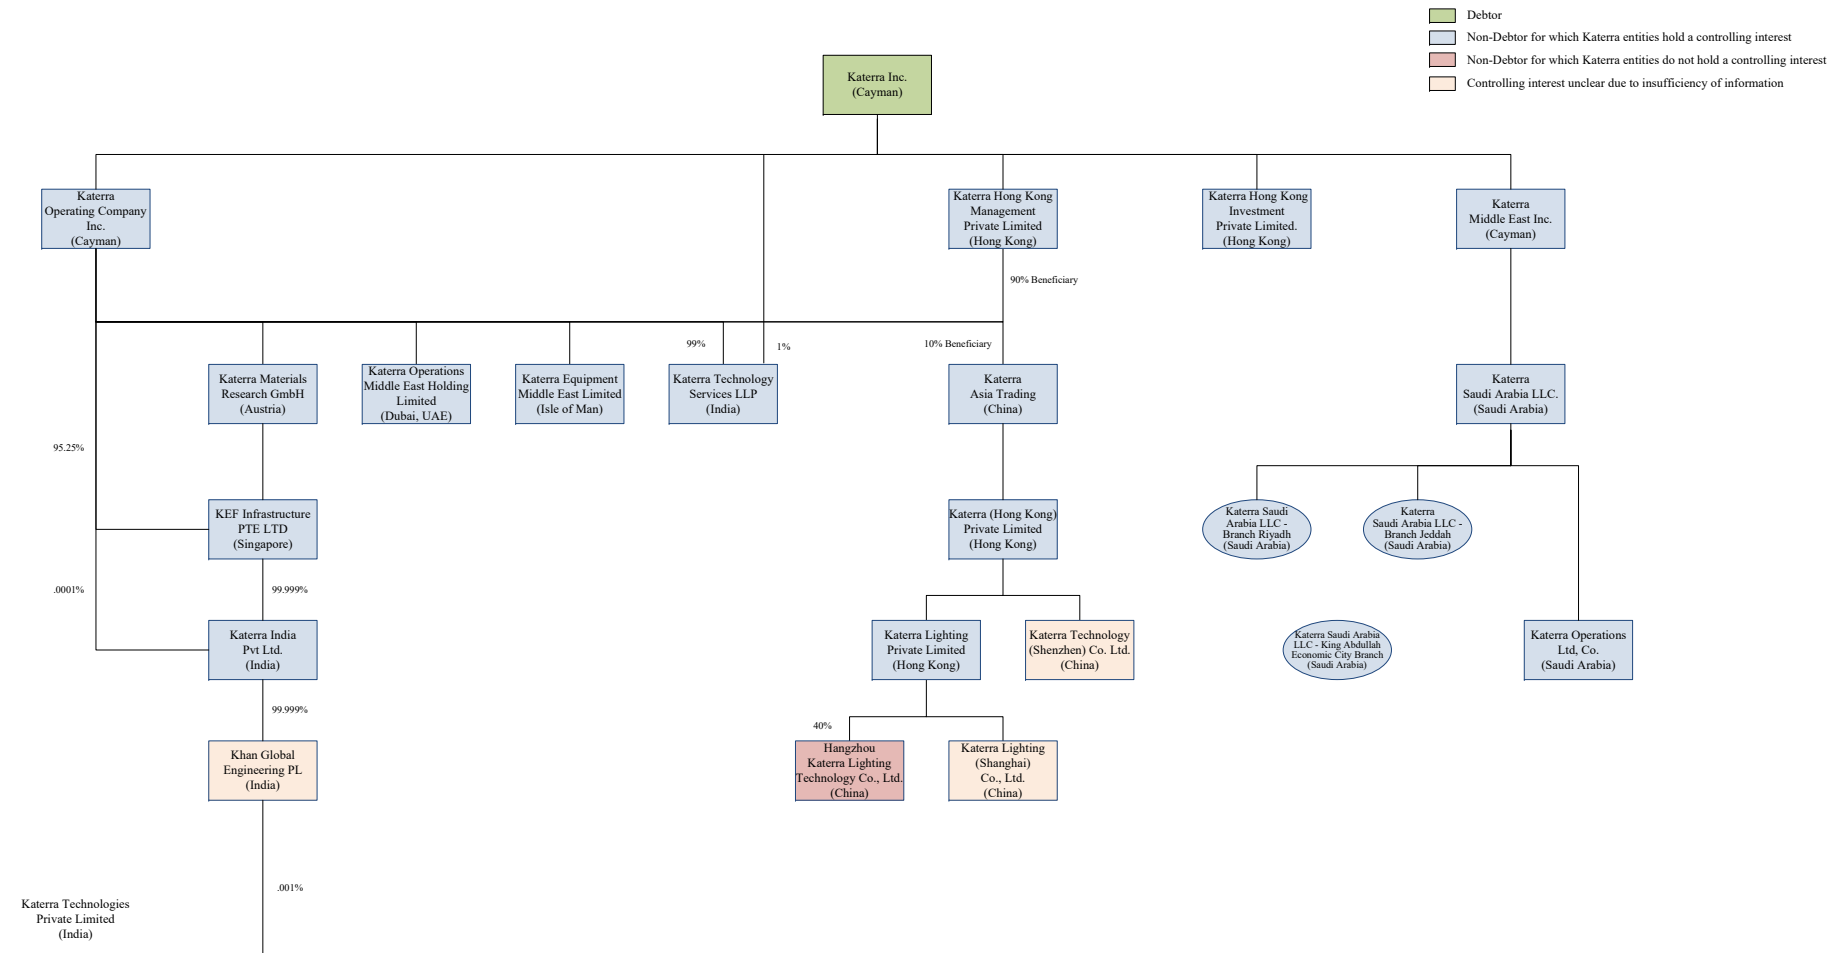 Debtor
Non-Debtor for which Katerra entities hold a controlling interest
Non-Debtor for which Katerra entities do not hold a controlling interest
Controlling interest unclear due to insufficiency of information
Katerra Inc.
(Cayman)
Katerra
Operating Company
Inc.
(Cayman)
Katerra Hong Kong
Management
Private Limited
(Hong Kong)
Katerra Hong Kong
Investment
Private Limited.
(Hong Kong)
Katerra
Middle East Inc.
(Cayman)
90% Beneficiary
99%
1%
10% Beneficiary
Katerra Materials
Research GmbH
(Austria)
Katerra Operations
Middle East Holding
Limited
(Dubai, UAE)
Katerra Equipment
Middle East Limited
(Isle of Man)
Katerra Technology
Services LLP
(India)
Katerra
Asia Trading
(China)
Katerra
Saudi Arabia LLC.
(Saudi Arabia)
95.25%
KEF Infrastructure
PTE LTD
(Singapore)
Katerra (Hong Kong)
Private Limited
(Hong Kong)
Katerra Saudi
Arabia LLC -
Branch Riyadh
(Saudi Arabia)
Katerra
Saudi Arabia LLC -
Branch Jeddah
(Saudi Arabia)
.0001%
99.999%
Katerra India
Pvt Ltd.
(India)
Katerra Lighting
Private Limited
(Hong Kong)
Katerra Technology
(Shenzhen) Co. Ltd.
(China)
Katerra Saudi Arabia
LLC - King Abdullah
Economic City Branch
(Saudi Arabia)
Katerra Operations
Ltd, Co.
(Saudi Arabia)
99.999%
40%
Khan Global
Engineering PL
(India)
Hangzhou
Katerra Lighting
Technology Co., Ltd.
(China)
Katerra Lighting
(Shanghai)
Co., Ltd.
(China)
.001%
Katerra Technologies
Private Limited
(India)